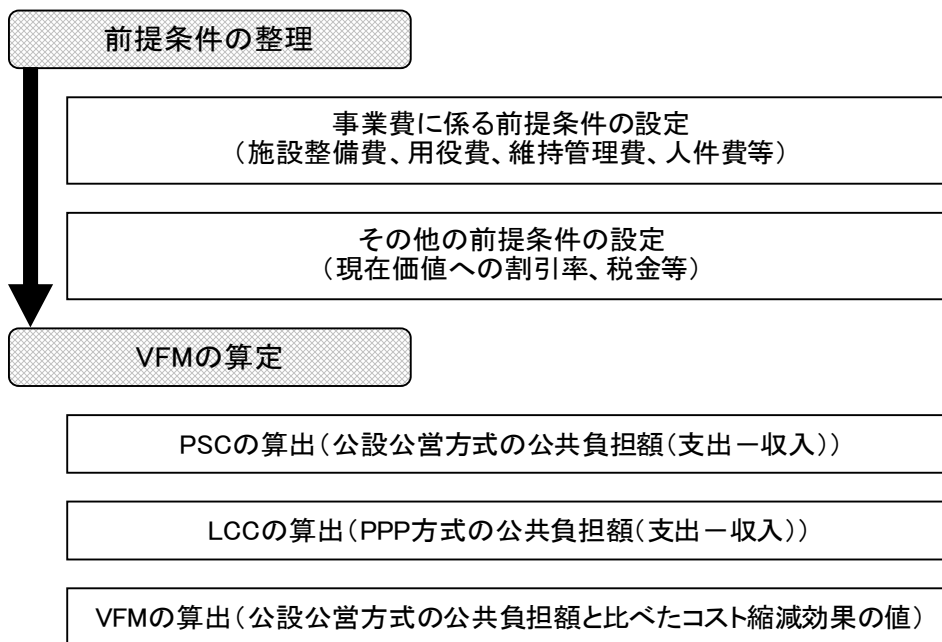 前提条件の整理
事業費に係る前提条件の設定
（施設整備費、用役費、維持管理費、人件費等）
その他の前提条件の設定
（現在価値への割引率、税金等）
VFMの算定
PSCの算出（公設公営方式の公共負担額（支出－収入））
LCCの算出（PPP方式の公共負担額（支出－収入））
VFMの算出（公設公営方式の公共負担額と比べたコスト縮減効果の値）